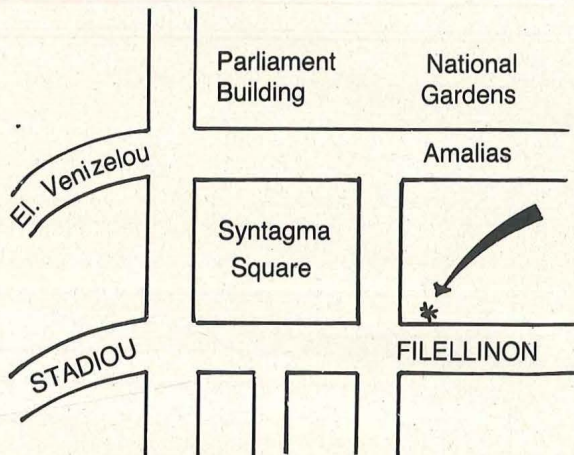 Parliament
Building
National
Gardens
El. Venizelou
Amalias
Syntagma
Square
STADIOU
FILELLINON